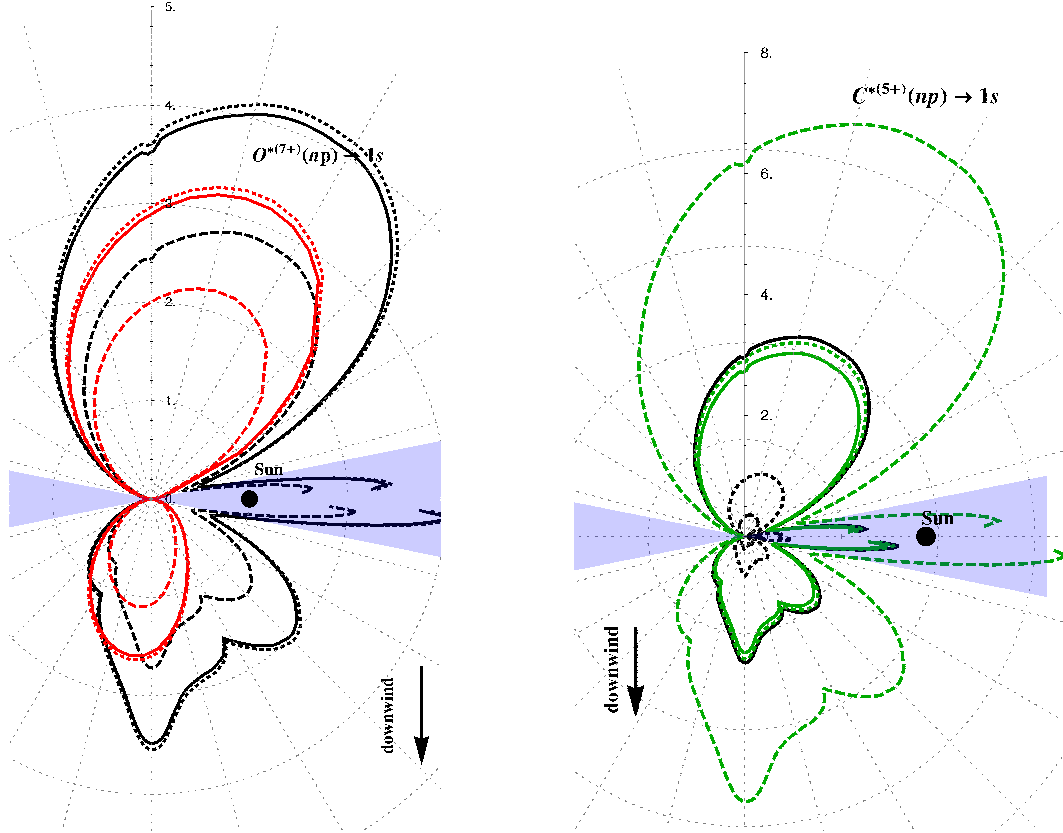 5.
4.
O*(7+)(np) → 1s
3.
2.
1.
0.
Sun
downwind
8.
C*(5+)(np) → 1s
6.
4.
2.
Sun
downwind